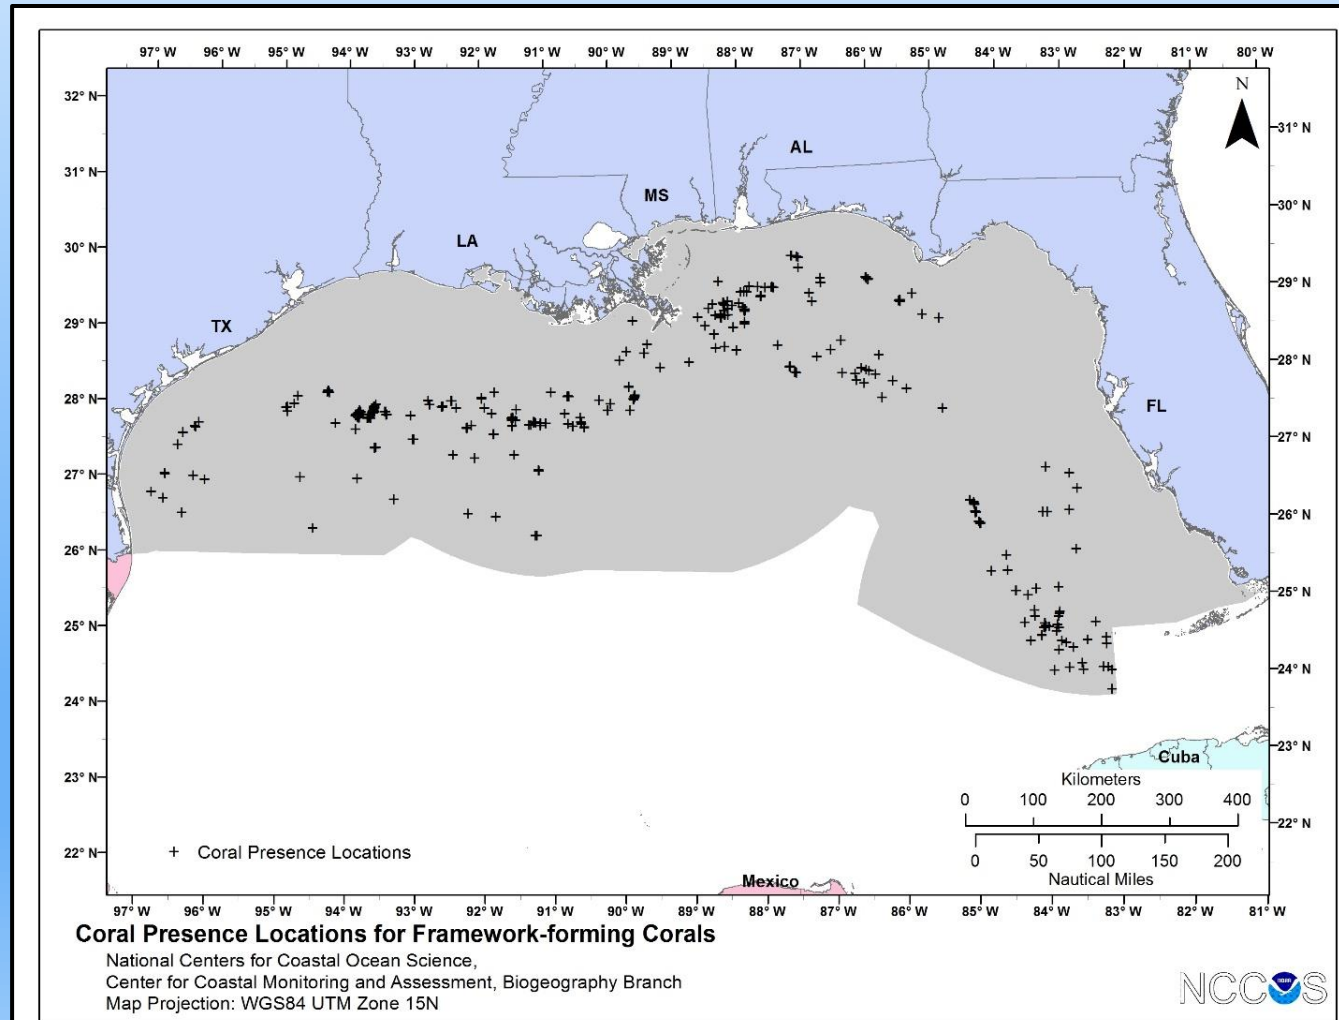 97° W 96° W 95° W 94° W 93° W 92° W 91° W 90° W 89° W 88° W 87° W 86° W 85° W 84° W 83° W 82° W 81° W 80° W
N
32° N
31° N
31° N
30° N
30° N
29° N
29° N
28° N
28° N
27° N
27° N
26° N
26° N
25° N
25° N
24° N
24° N
23° N
23° N
22° N
22° N
AL
MS
LA
TX
FL
Cuba
Kilometers
0 100 200 300 400
0 50 100 150 200
Nautical Miles
+ Coral Presence Locations
Mexico
97° W 96° W 95° W 94° W 93° W 92° W 91° W 90° W 89° W 88° W 87° W 86° W 85° W 84° W 83° W 82° W 81° W
Coral Presence Locations for Framework-forming Corals
National Centers for Coastal Ocean Science,
Center for Coastal Monitoring and Assessment, Biogeography Branch
Map Projection: WGS84 UTM Zone 15N
NCCOS